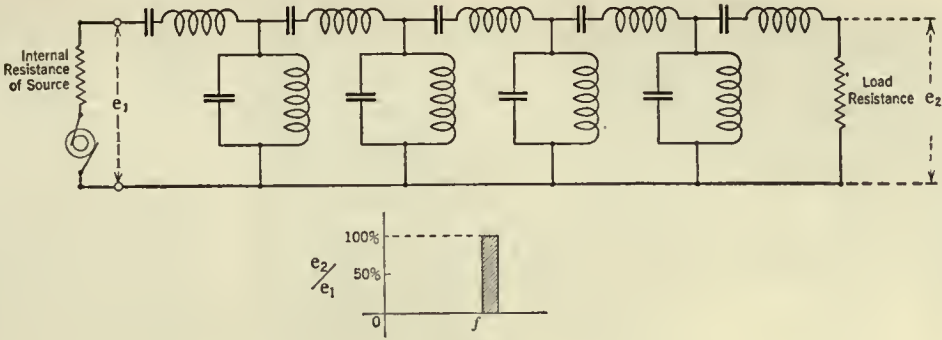 Internal
Resistance
of Source
e1
Load
Resistance
e2
100%
50%
e2/e1
0
f